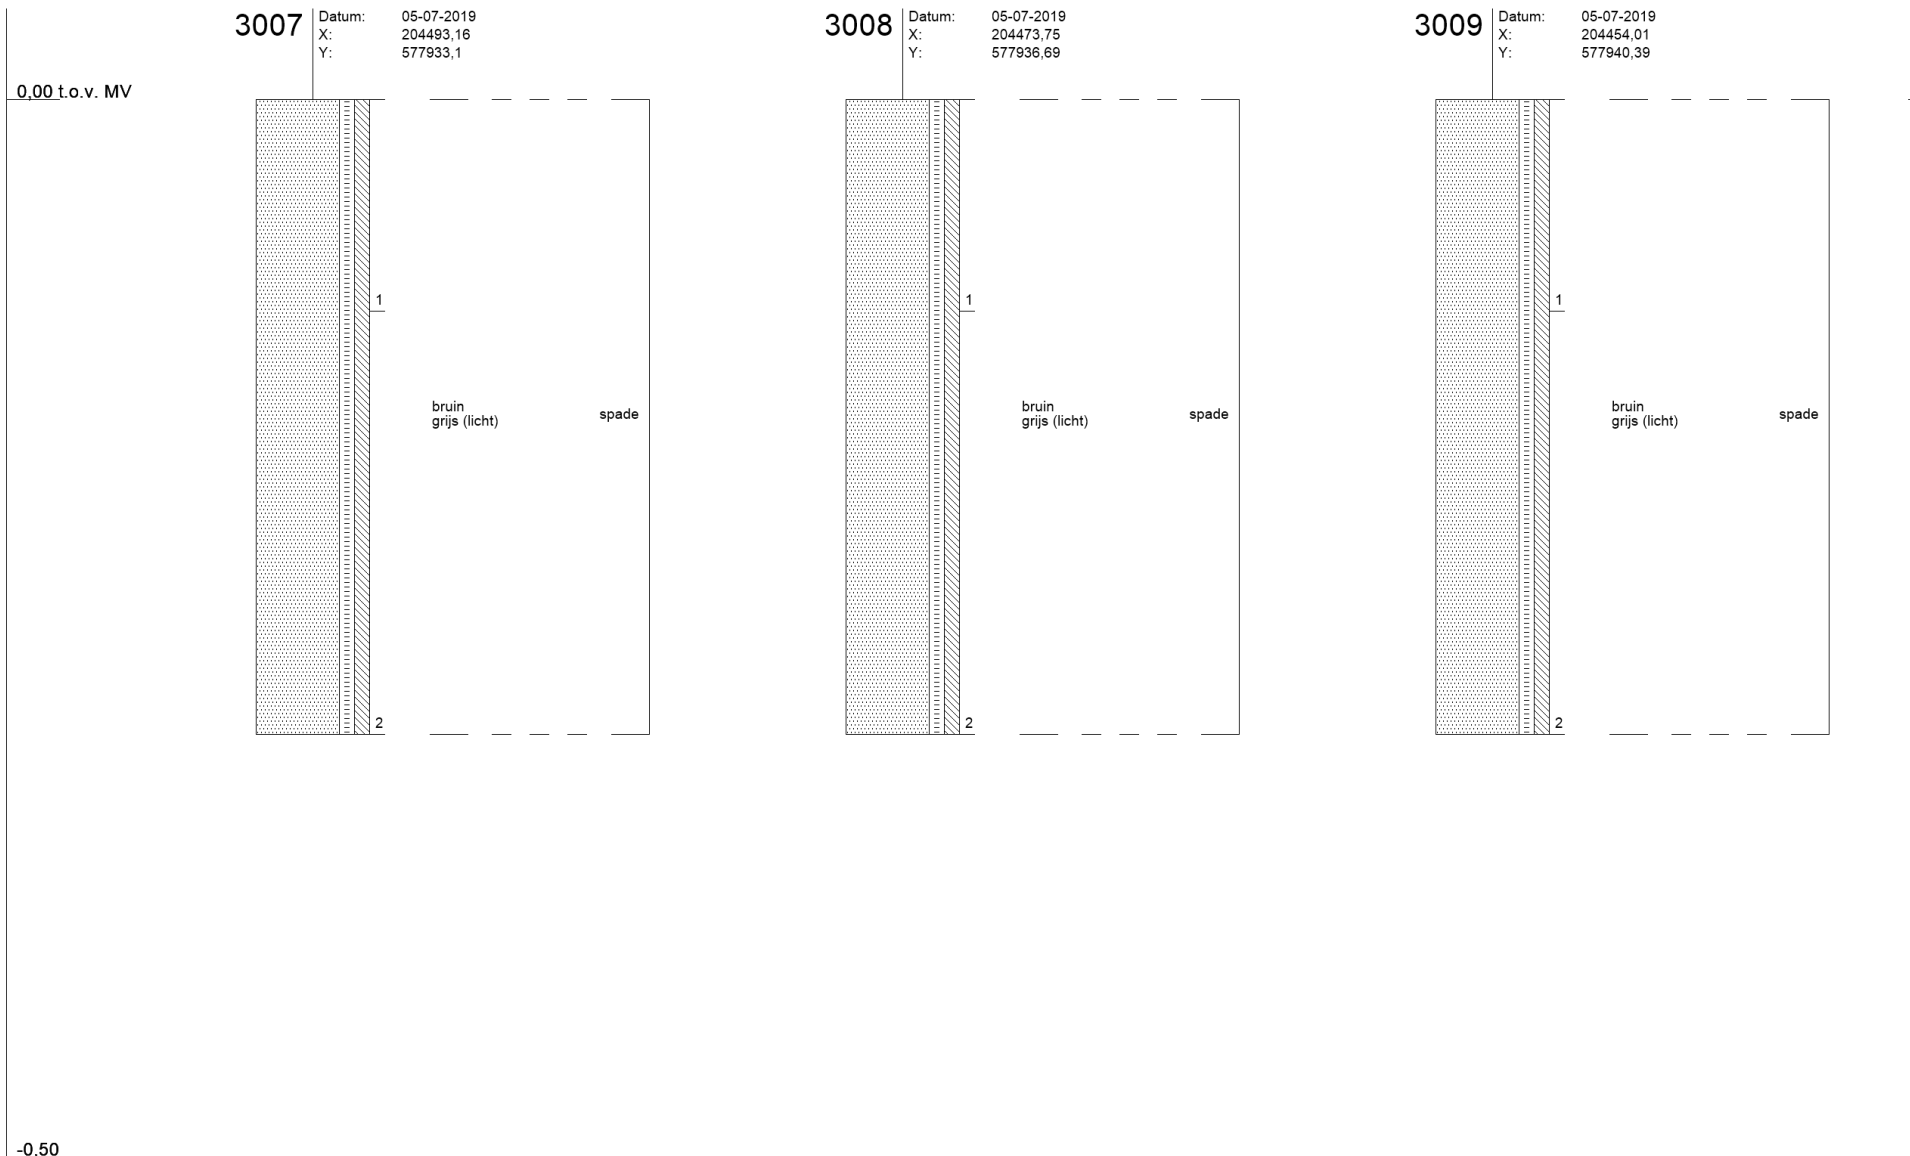 3007
Datum: 05-07-2019
X: 204493,16
Y: 577933,1
3008
Datum: 05-07-2019
X: 204473,75
Y: 577936,69
3009
Datum: 05-07-2019
X: 204454,01
Y: 577940,39
0,00 t.o.v. MV
1
bruin
grijs (licht)
spade
2
1
bruin
grijs (licht)
spade
2
1
bruin
grijs (licht)
spade
2
-0.50